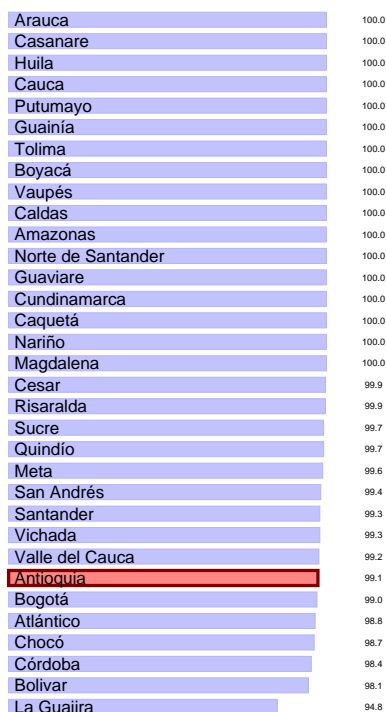 Arauca 100.0
Casanare 100.0
Huila 100.0
Cauca 100.0
Putumayo 100.0
Guainía 100.0
Tolima 100.0
Boyacá 100.0
Vaupés 100.0
Caldas 100.0
Amazonas 100.0
Norte de Santander 100.0
Guaviare 100.0
Cundinamarca 100.0
Caquetá 100.0
Nariño 100.0
Magdalena 100.0
Cesar 99.9
Risaralda 99.9
Sucre 99.7
Quindío 99.7
Meta 99.6
San Andrés 99.4
Santander 99.3
Vichada 99.3
Valle del Cauca 99.2
Antioquia 99.1
Bogotá 99.0
Atlántico 98.8
Chocó 98.7
Córdoba 98.4
Bolivar 98.1
La Guajira 94.8